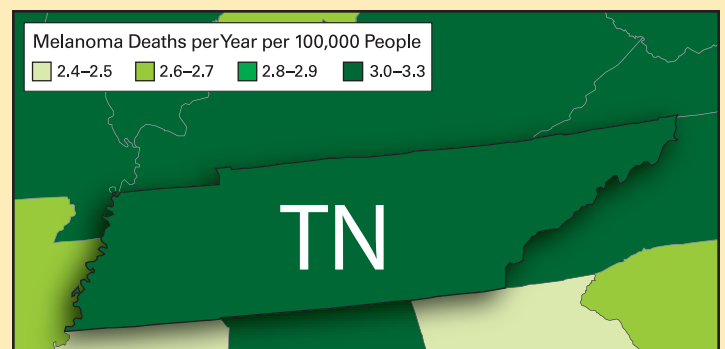 Melanoma Deaths per Year per 100,000 People
2.4–2.5 2.6–2.7 2.8–2.9 3.0–3.3
TN